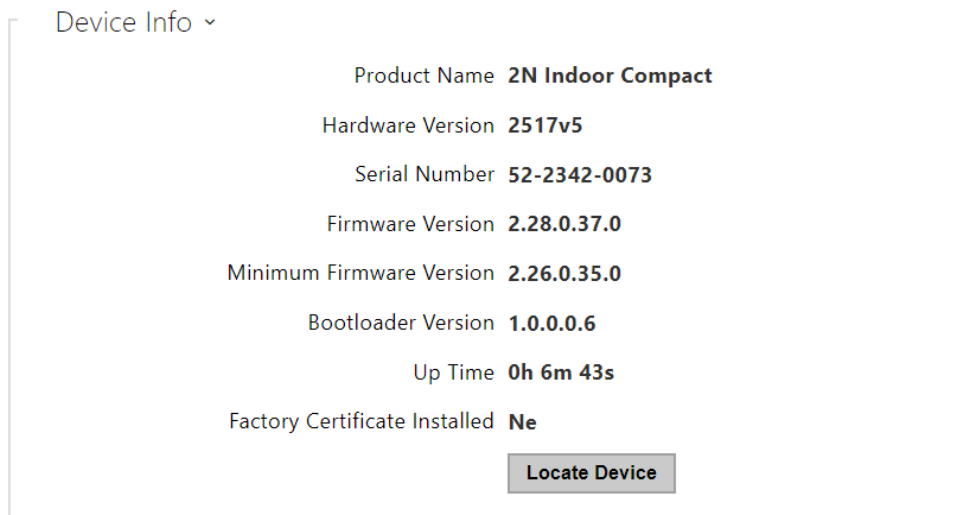 Device Info
Product Name 2N Indoor Compact
Hardware Version 2517v5
Serial Number 52-2342-0073
Firmware Version 2.28.0.37.0
Minimum Firmware Version 2.26.0.35.0
Bootloader Version 1.0.0.0.6
Up Time 0h 6m 43s
Factory Certificate Installed Ne
Locate Device